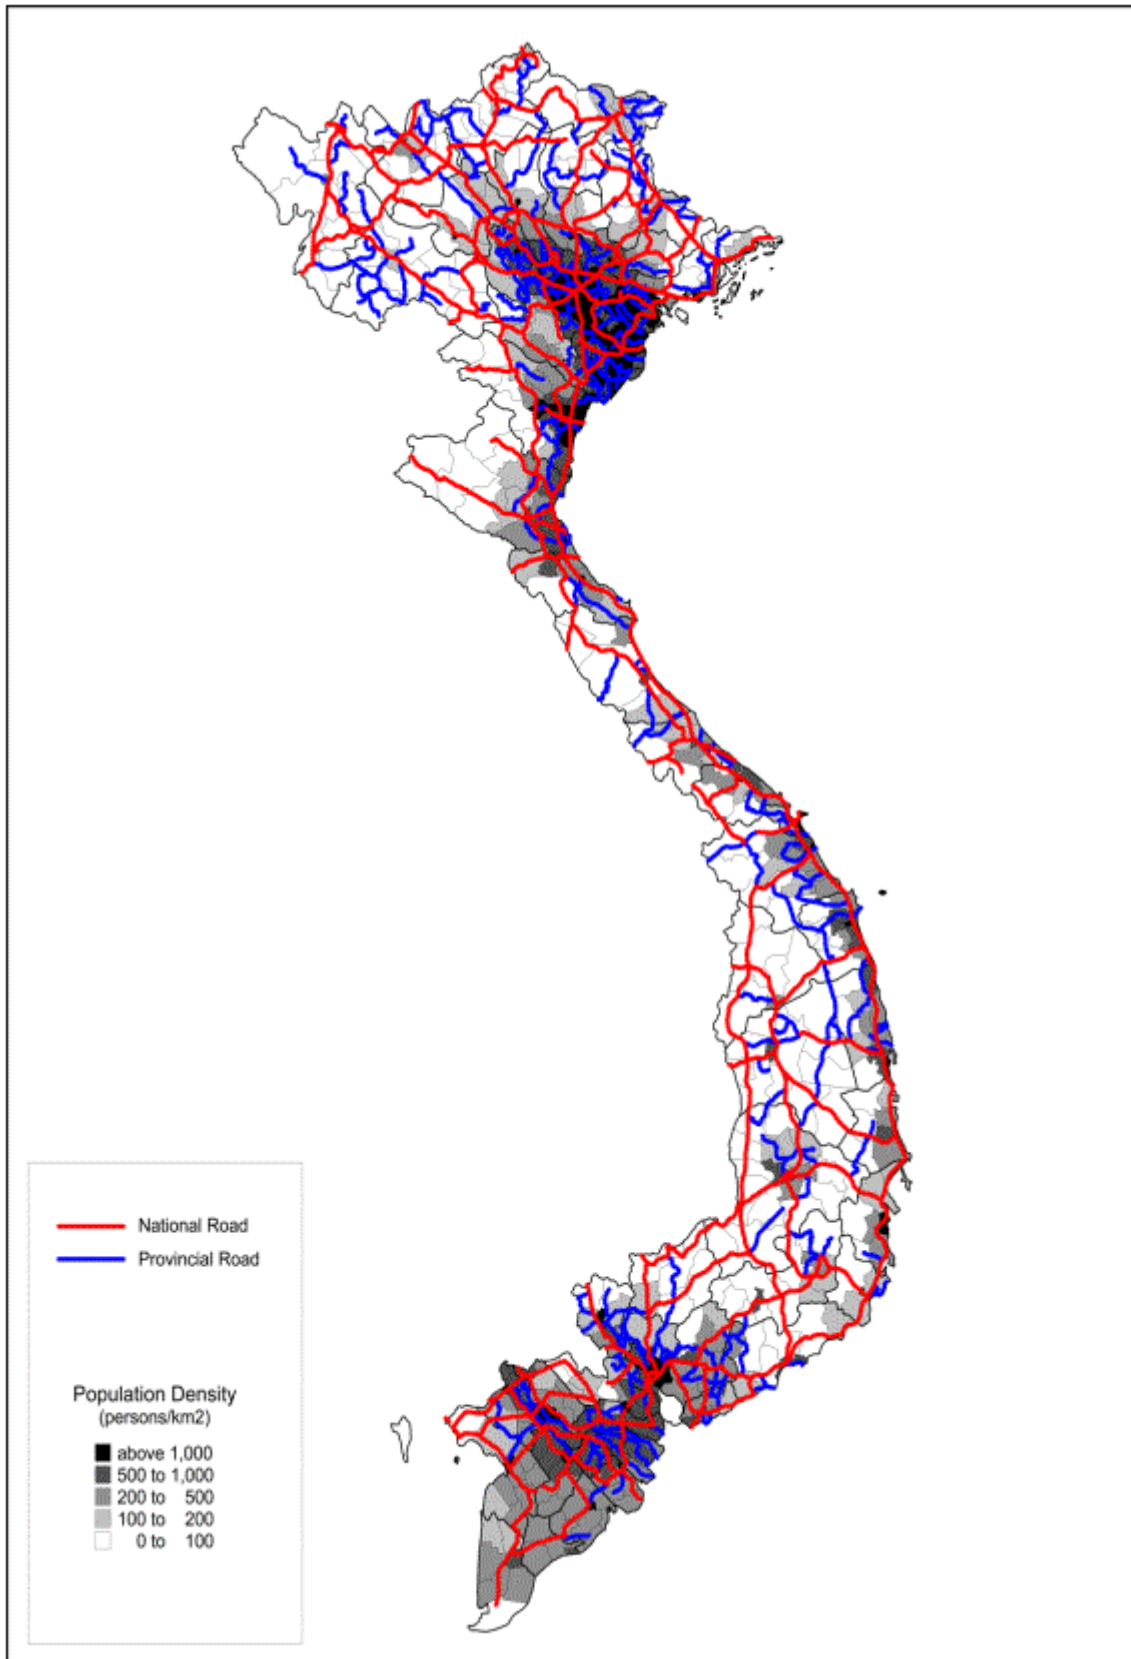 National Road
Provincial Road
Population Density
(persons/km2)
above 1,000
500 to 1,000
200 to 500
100 to 200
0 to 100